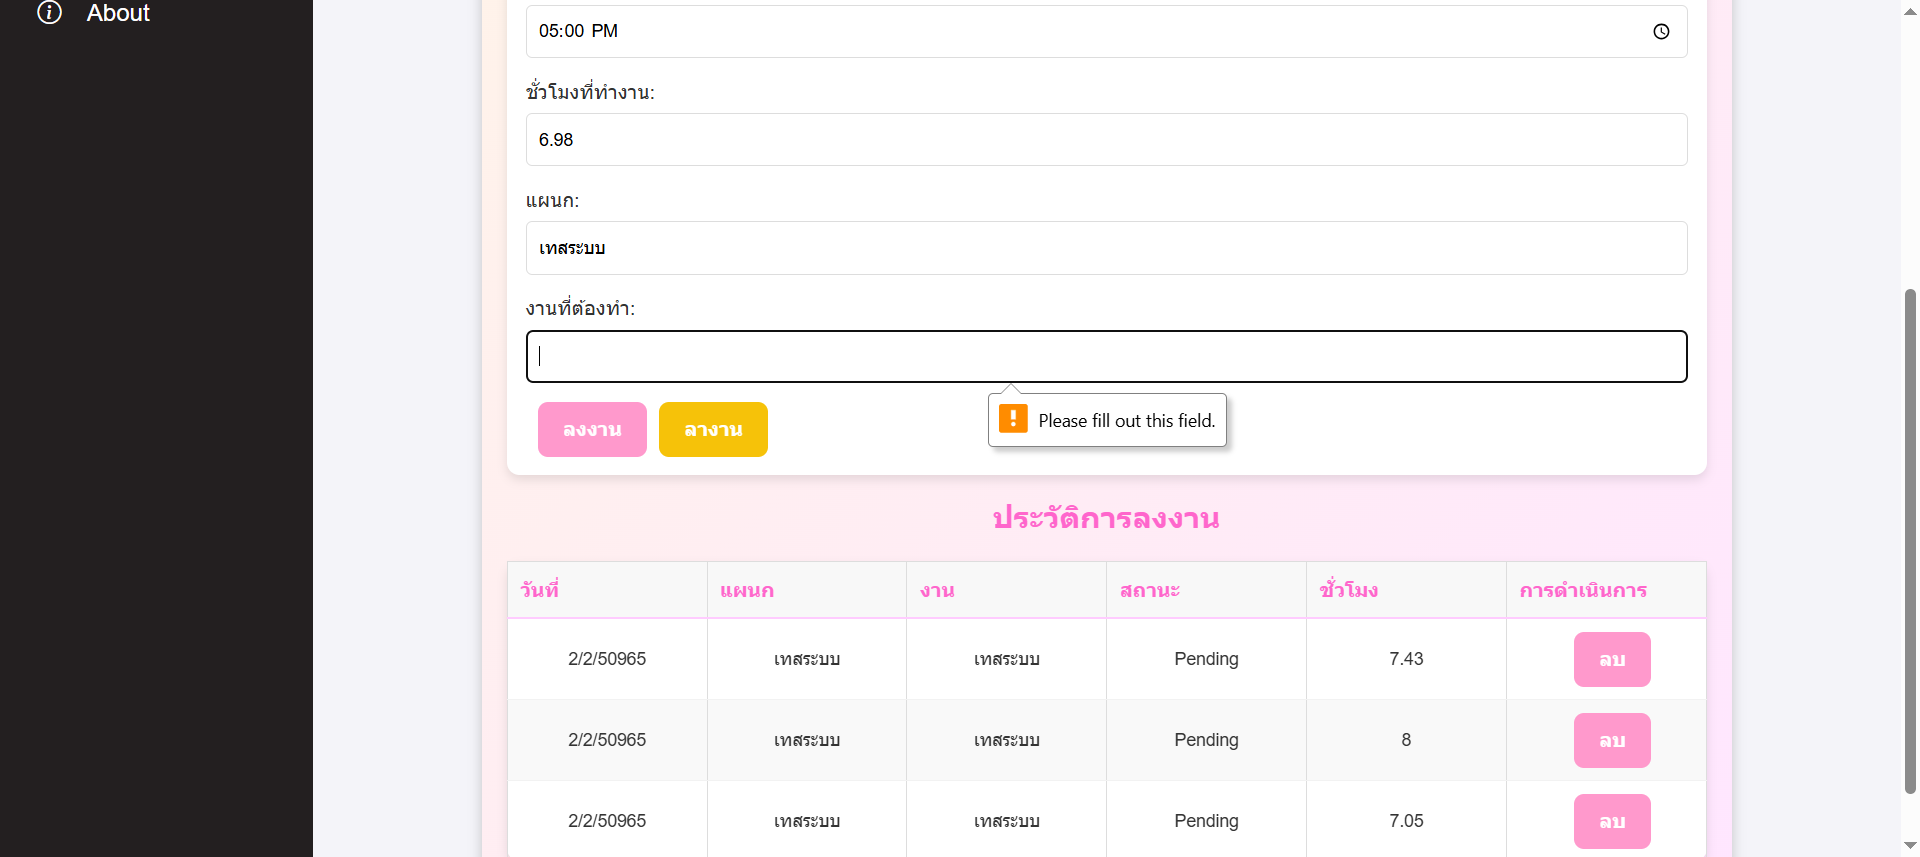 About
05:00 PM
ชั่วโมงที่ทำงาน:
6.98
แผนก:
เทสระบบ
งานที่ต้องทำ:
Please fill out this field.
ลงงาน ลางาน
ประวัติการลงงาน
วันที่ แผนก งาน สถานะ ชั่วโมง การดำเนินการ
2/2/50965 เทสระบบ เทสระบบ Pending 7.43 ลบ
2/2/50965 เทสระบบ เทสระบบ Pending 8 ลบ
2/2/50965 เทสระบบ เทสระบบ Pending 7.05 ลบ